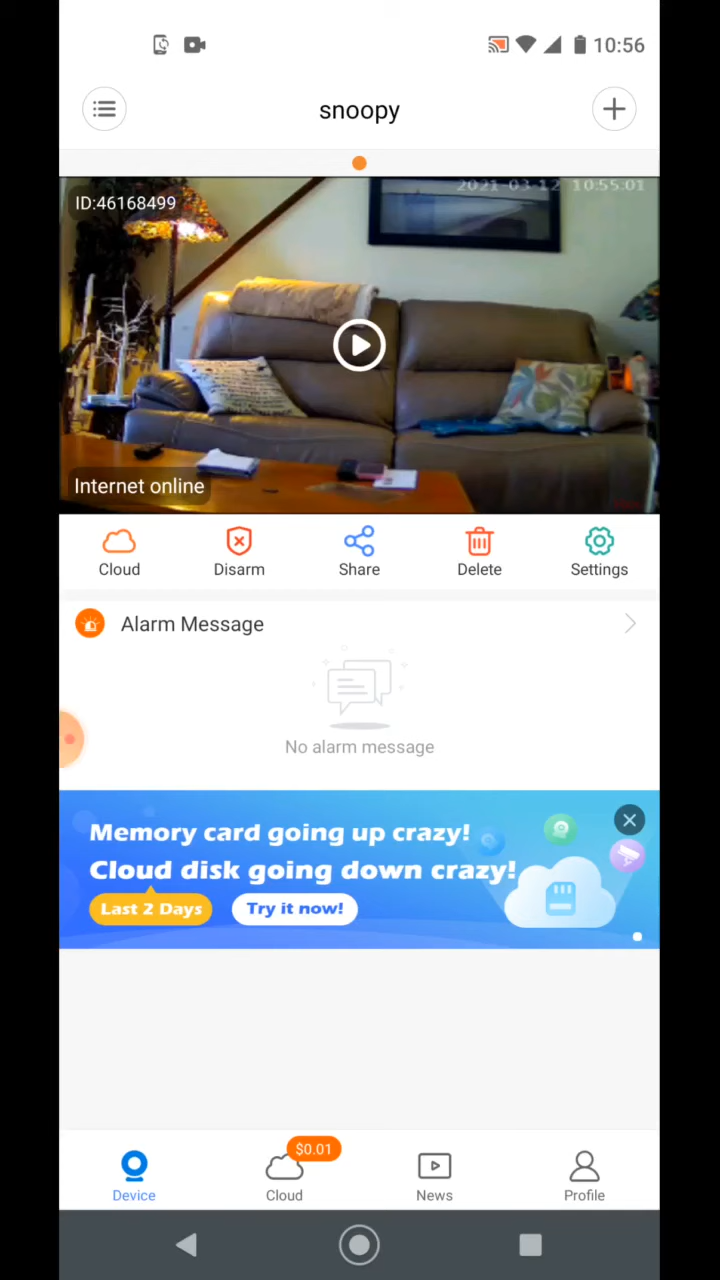 10:56
snoopy
2021-03-12 10:55:01
ID:46168499
Internet online
Cloud
Disarm
Share
Delete
Settings
Alarm Message
No alarm message
Memory card going up crazy!
Cloud disk going down crazy!
Last 2 Days
Try it now!
$0.01
Device
Cloud
News
Profile